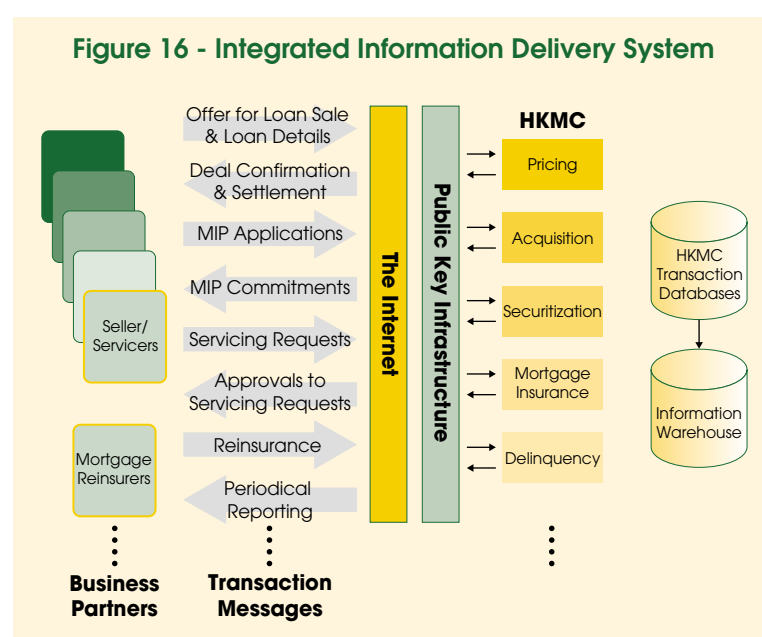 Figure 16 - Integrated Information Delivery System
Seller/
Servicers
Mortgage
Reinsurers
Business
Partners
Offer for Loan Sale
& Loan Details
Deal Confirmation
& Settlement
MIP Applications
MIP Commitments
Servicing Requests
Approvals to
Servicing Requests
Reinsurance
Periodical
Reporting
Transaction
Messages
The Internet
Public Key Infrastructure
HKMC
Pricing
Acquisition
Securitization
Mortgage
Insurance
Delinquency
HKMC
Transaction
Databases
Information
Warehouse